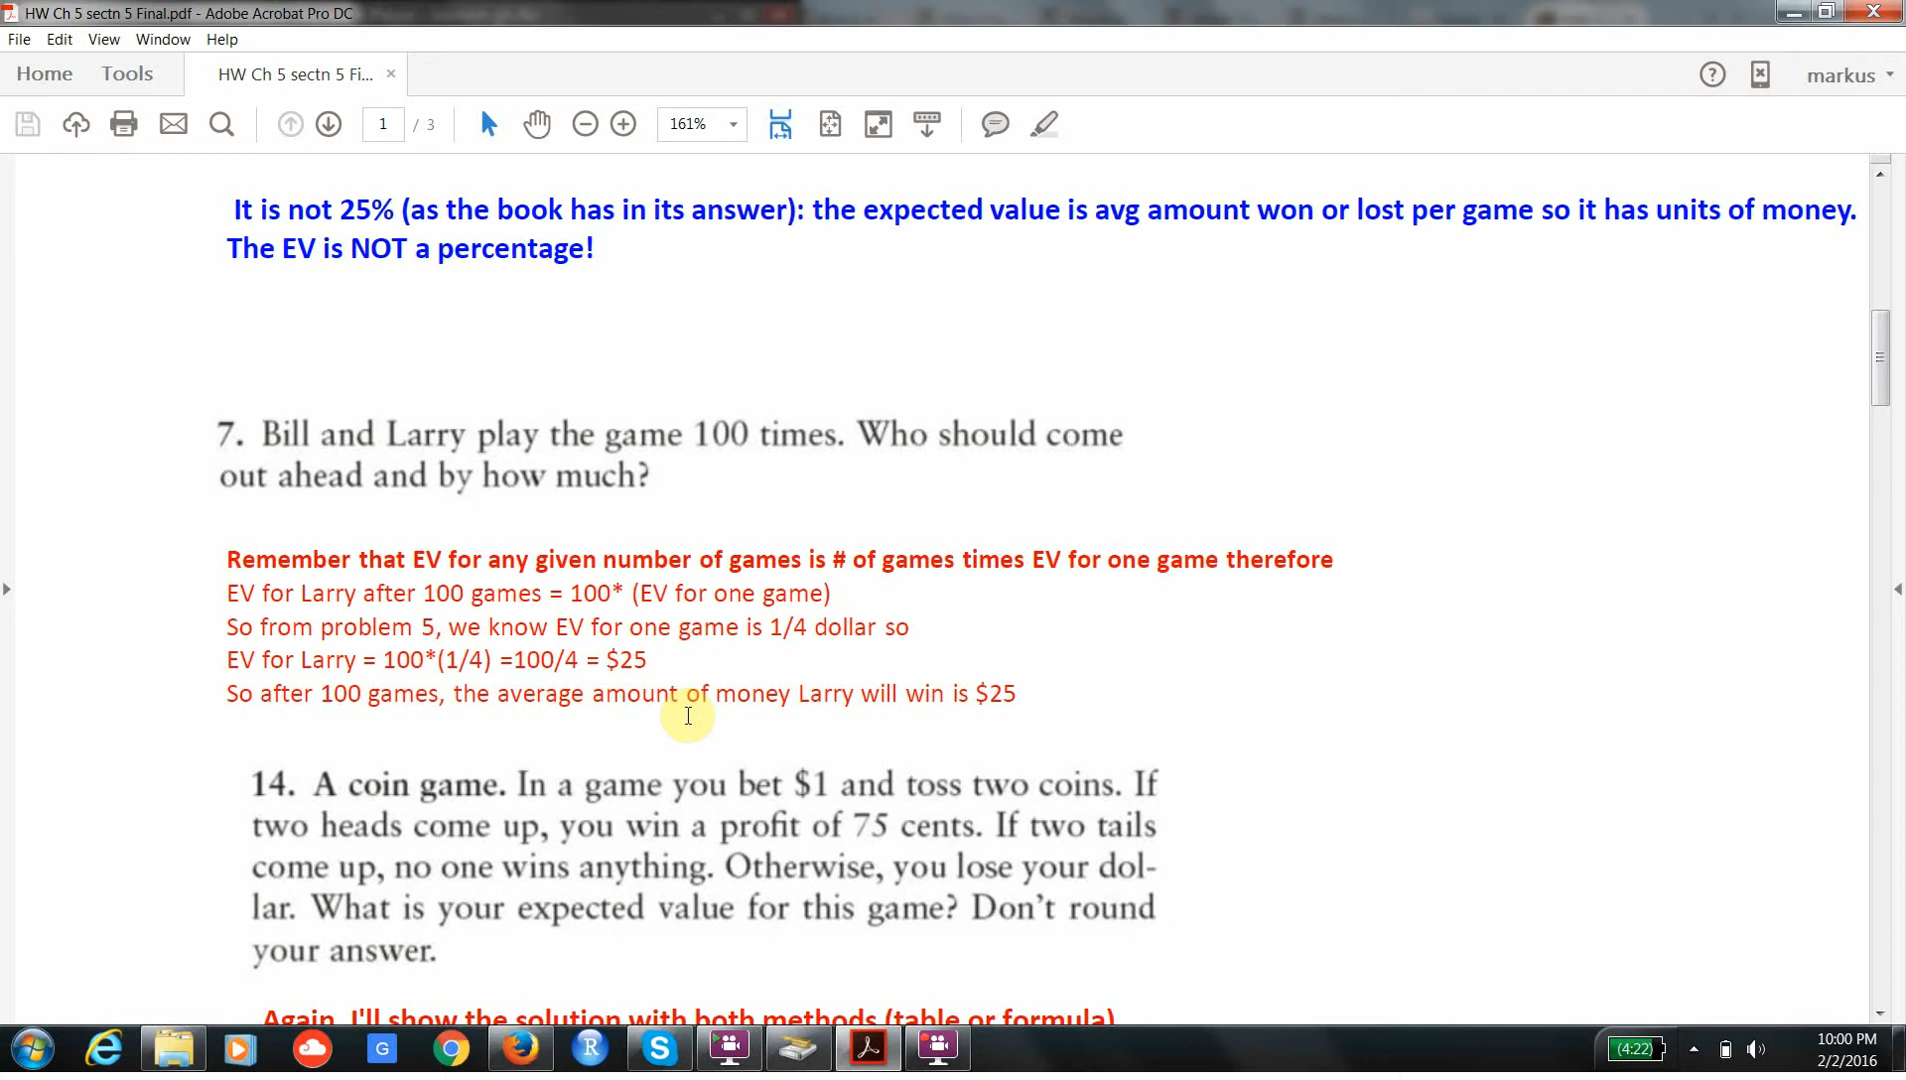 HW Ch 5 sectn 5 Final.pdf - Adobe Acrobat Pro DC
File Edit View Window Help
Home Tools HW Ch 5 sectn 5 Fi... × markus
1 / 3 161%
It is not 25% (as the book has in its answer): the expected value is avg amount won or lost per game so it has units of money.
The EV is NOT a percentage!
7. Bill and Larry play the game 100 times. Who should come
out ahead and by how much?
Remember that EV for any given number of games is # of games times EV for one game therefore
EV for Larry after 100 games = 100* (EV for one game)
So from problem 5, we know EV for one game is 1/4 dollar so
EV for Larry = 100*(1/4) =100/4 = $25
So after 100 games, the average amount of money Larry will win is $25
14. A coin game. In a game you bet $1 and toss two coins. If
two heads come up, you win a profit of 75 cents. If two tails
come up, no one wins anything. Otherwise, you lose your dol-
lar. What is your expected value for this game? Don't round
your answer.
Again, I'll show the solution with both methods (table or formula)
G R S (4:22) 10:00 PM
2/2/2016